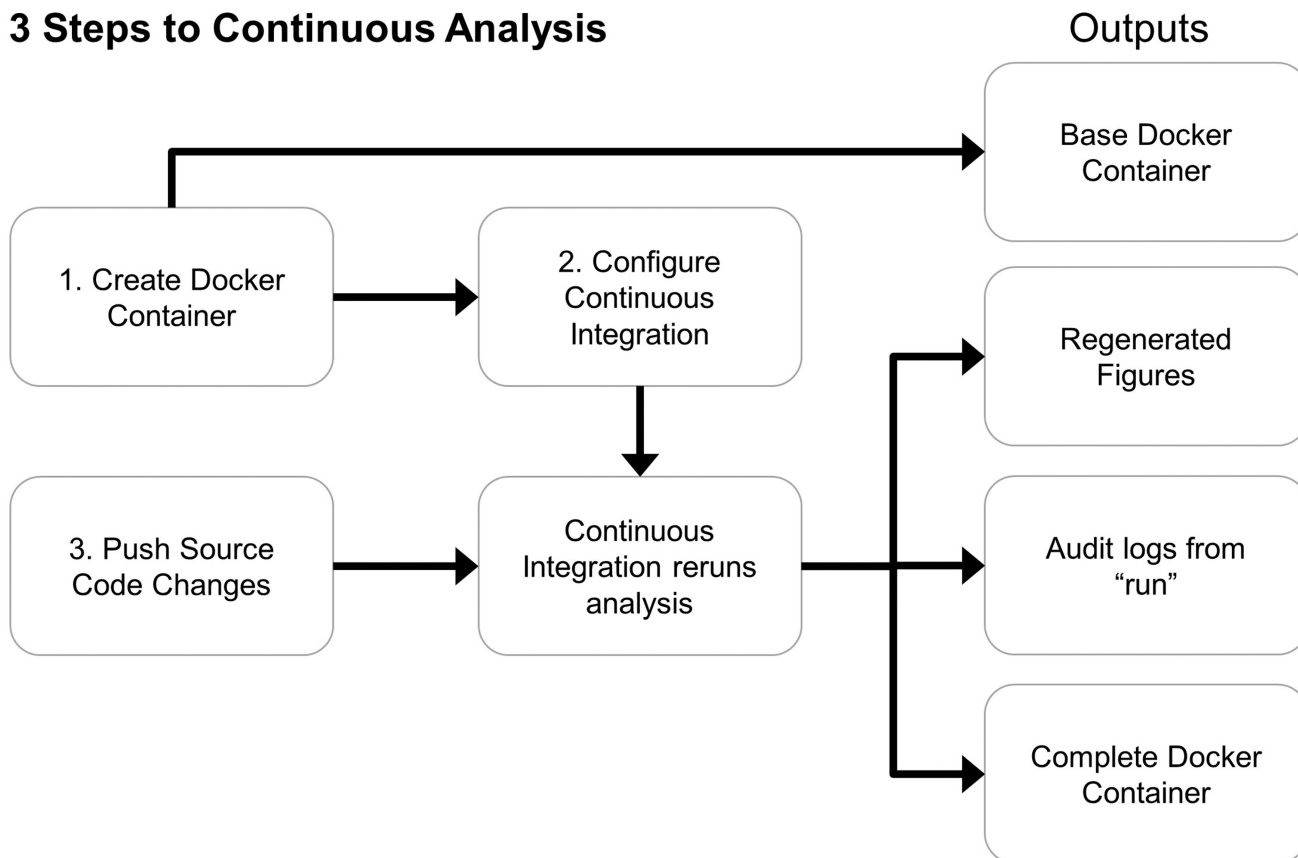 3 Steps to Continuous Analysis
Outputs
Base Docker
Container
1. Create Docker
Container
2. Configure
Continuous
Integration
Regenerated
Figures
3. Push Source
Code Changes
Continuous
Integration reruns
analysis
Audit logs from
“run”
Complete Docker
Container